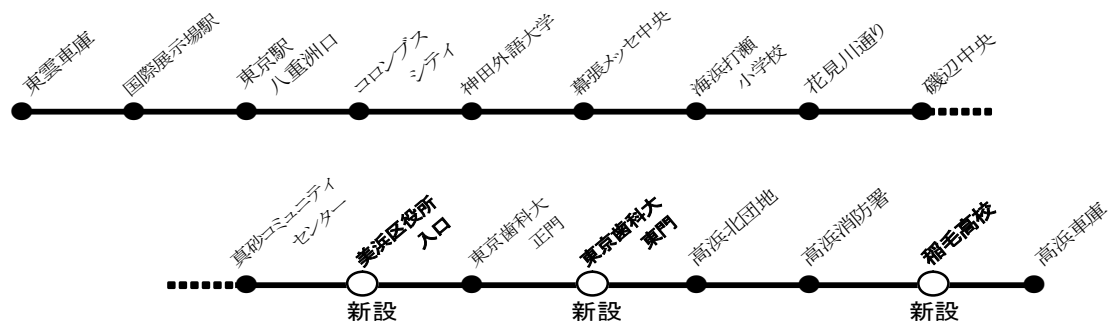 東雲車庫
国際展示場駅
東京駅
八重洲口
コロンブス
シティ
神田外語大学
幕張メッセ中央
海浜打瀬
小学校
花見川通り
磯辺中央
真砂コミュニティ
センター
美浜区役所
入口
新設
東京歯科大
正門
東京歯科大
東門
新設
高浜北団地
高浜消防署
稲毛高校
新設
高浜車庫